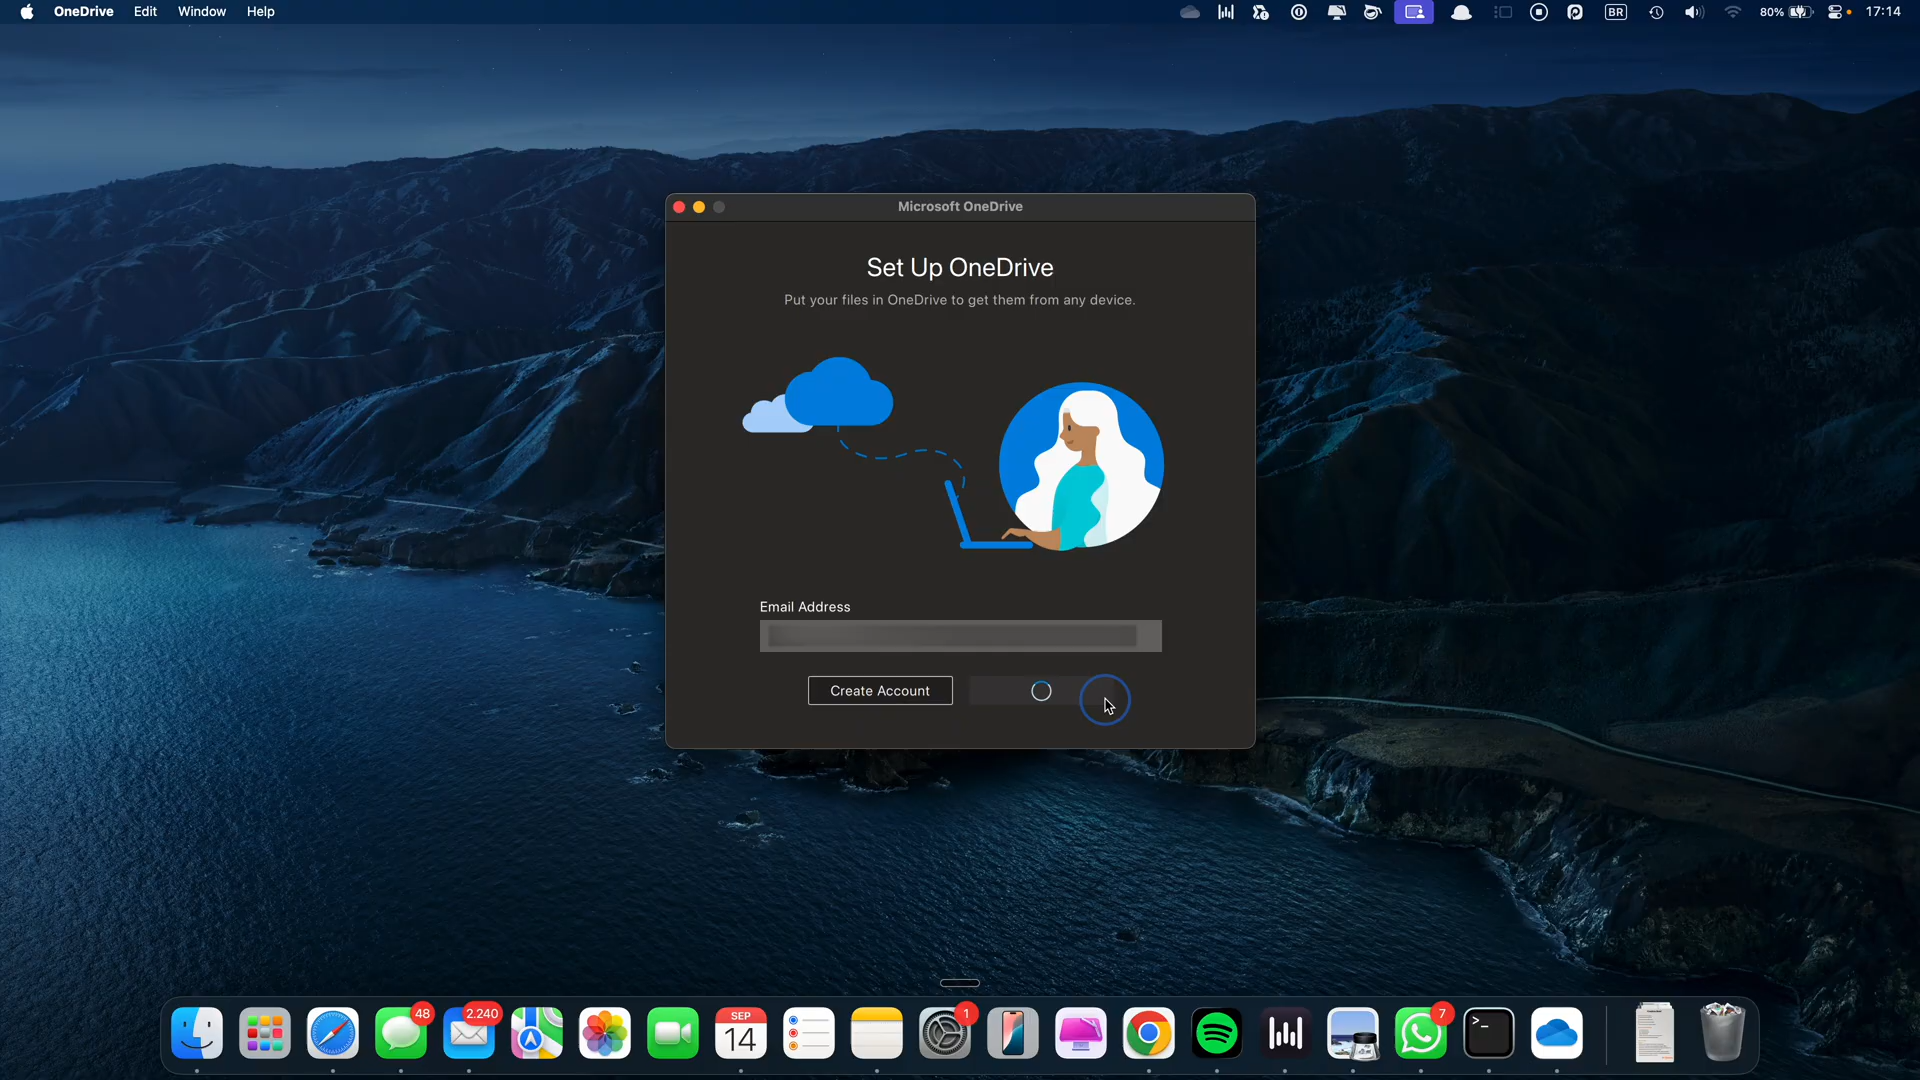 OneDrive Edit Window Help
BR 80% 17:14
Microsoft OneDrive
Set Up OneDrive
Put your files in OneDrive to get them from any device.
Email Address
Create Account
48
2.240
SEP
14
1
7
>_